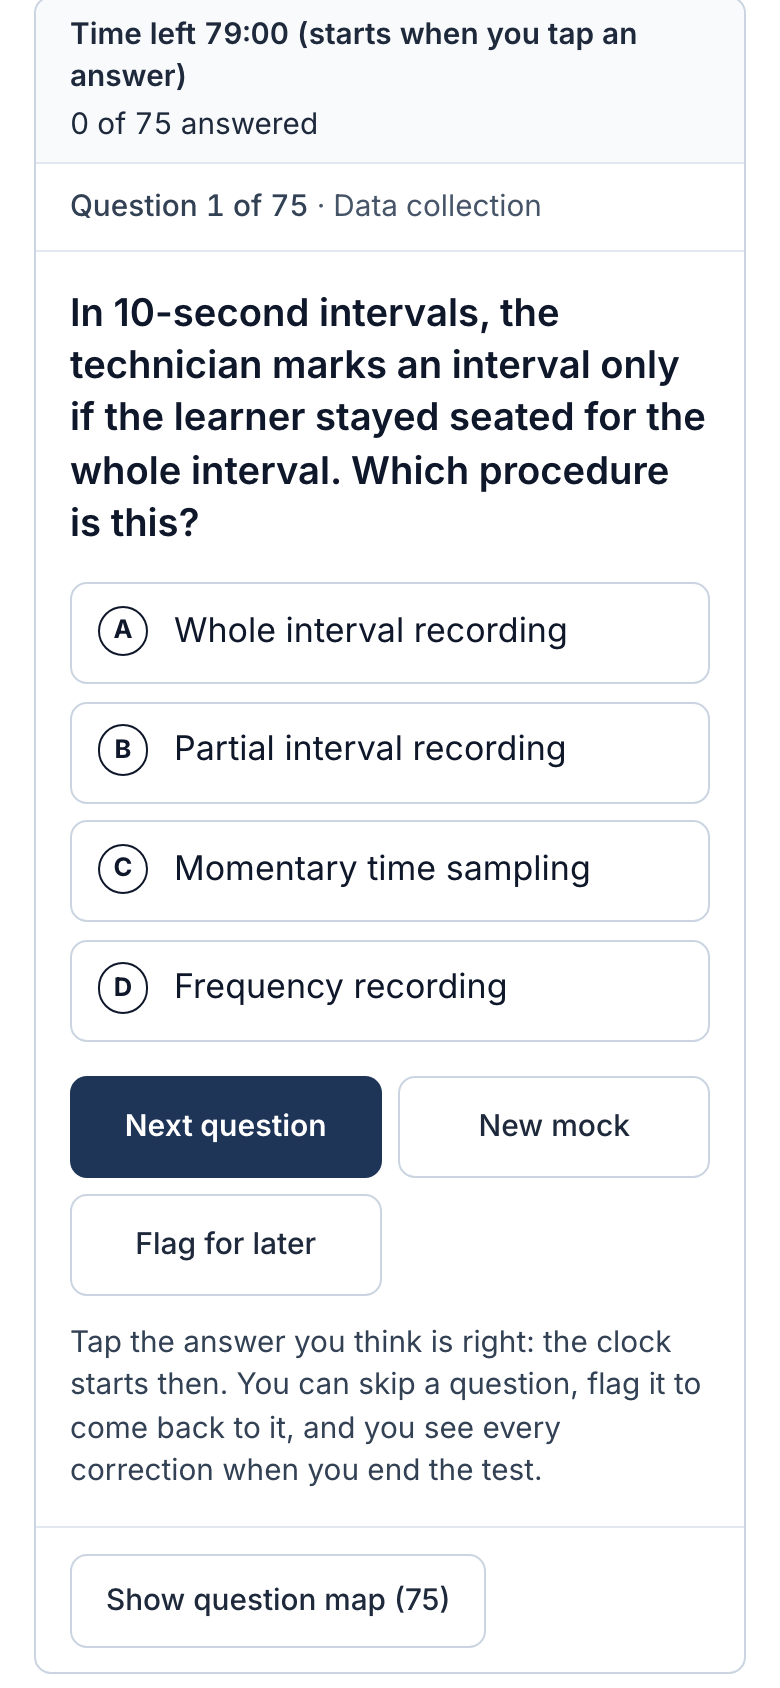 Time left 79:00 (starts when you tap an
answer)
0 of 75 answered
Question 1 of 75 · Data collection
In 10-second intervals, the
technician marks an interval only
if the learner stayed seated for the
whole interval. Which procedure
is this?
A Whole interval recording
B Partial interval recording
C Momentary time sampling
D Frequency recording
Next question
New mock
Flag for later
Tap the answer you think is right: the clock
starts then. You can skip a question, flag it to
come back to it, and you see every
correction when you end the test.
Show question map (75)